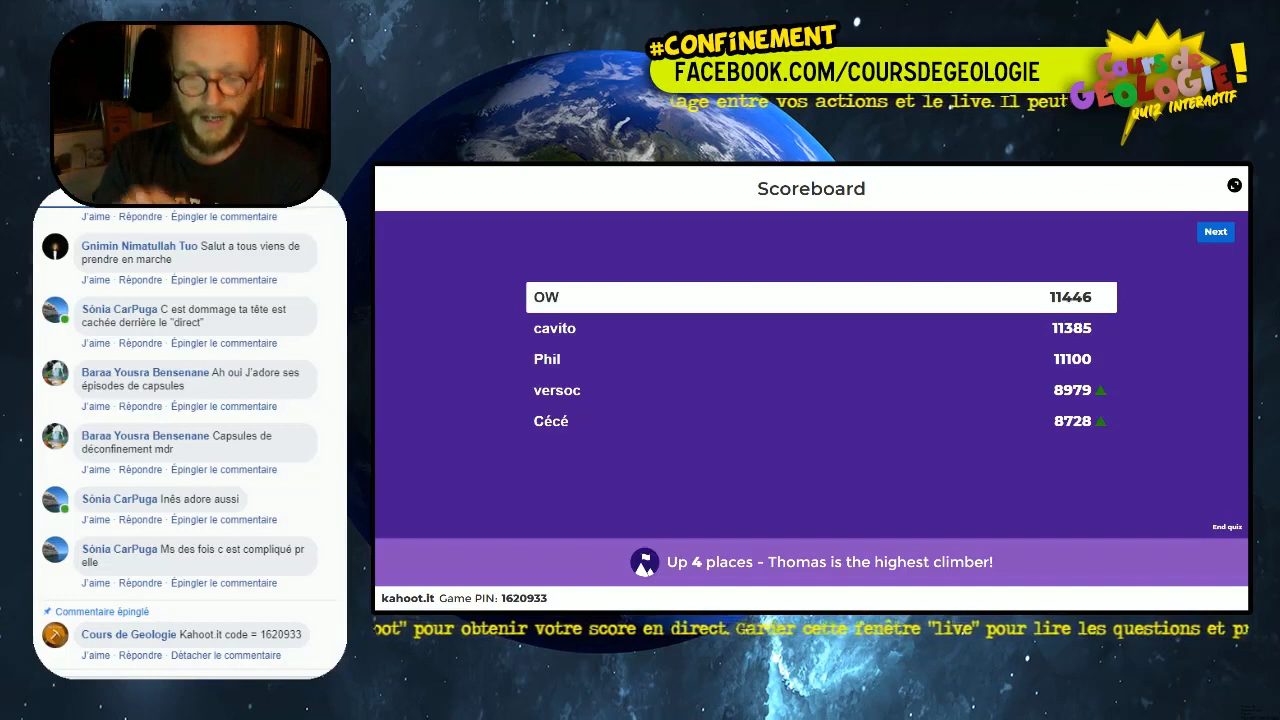 #CONFINEMENT
FACEBOOK.COM/COURSDEGEOLOGIE
Cours de
GEOLOGIE!
QUIZ INTERACTIF
entre vos actions et le live. Il peut
Scoreboard
Next
OW 11446
cavito 11385
Phil 11100
versoc 8979
Cécé 8728
End quiz
Up 4 places - Thomas is the highest climber!
kahoot.it Game PIN: 1620933
pour obtenir votre score en direct. Garder cette fenêtre "live" pour lire les questions et
J'aime · Répondre · Épingler le commentaire
Gnimin Nimatullah Tuo Salut a tous viens de
prendre en marche
J'aime · Répondre · Épingler le commentaire
Sónia CarPuga C est dommage ta tête est
cachée derrière le "direct"
J'aime · Répondre · Épingler le commentaire
Baraa Yousra Bensenane Ah oui J'adore ses
épisodes de capsules
J'aime · Répondre · Épingler le commentaire
Baraa Yousra Bensenane Capsules de
déconfinement mdr
J'aime · Répondre · Épingler le commentaire
Sónia CarPuga Inês adore aussi
J'aime · Répondre · Épingler le commentaire
Sónia CarPuga Ms des fois c est compliqué pr
elle
J'aime · Répondre · Épingler le commentaire
Commentaire épinglé
Cours de Geologie Kahoot.it code = 1620933
J'aime · Répondre · Détacher le commentaire